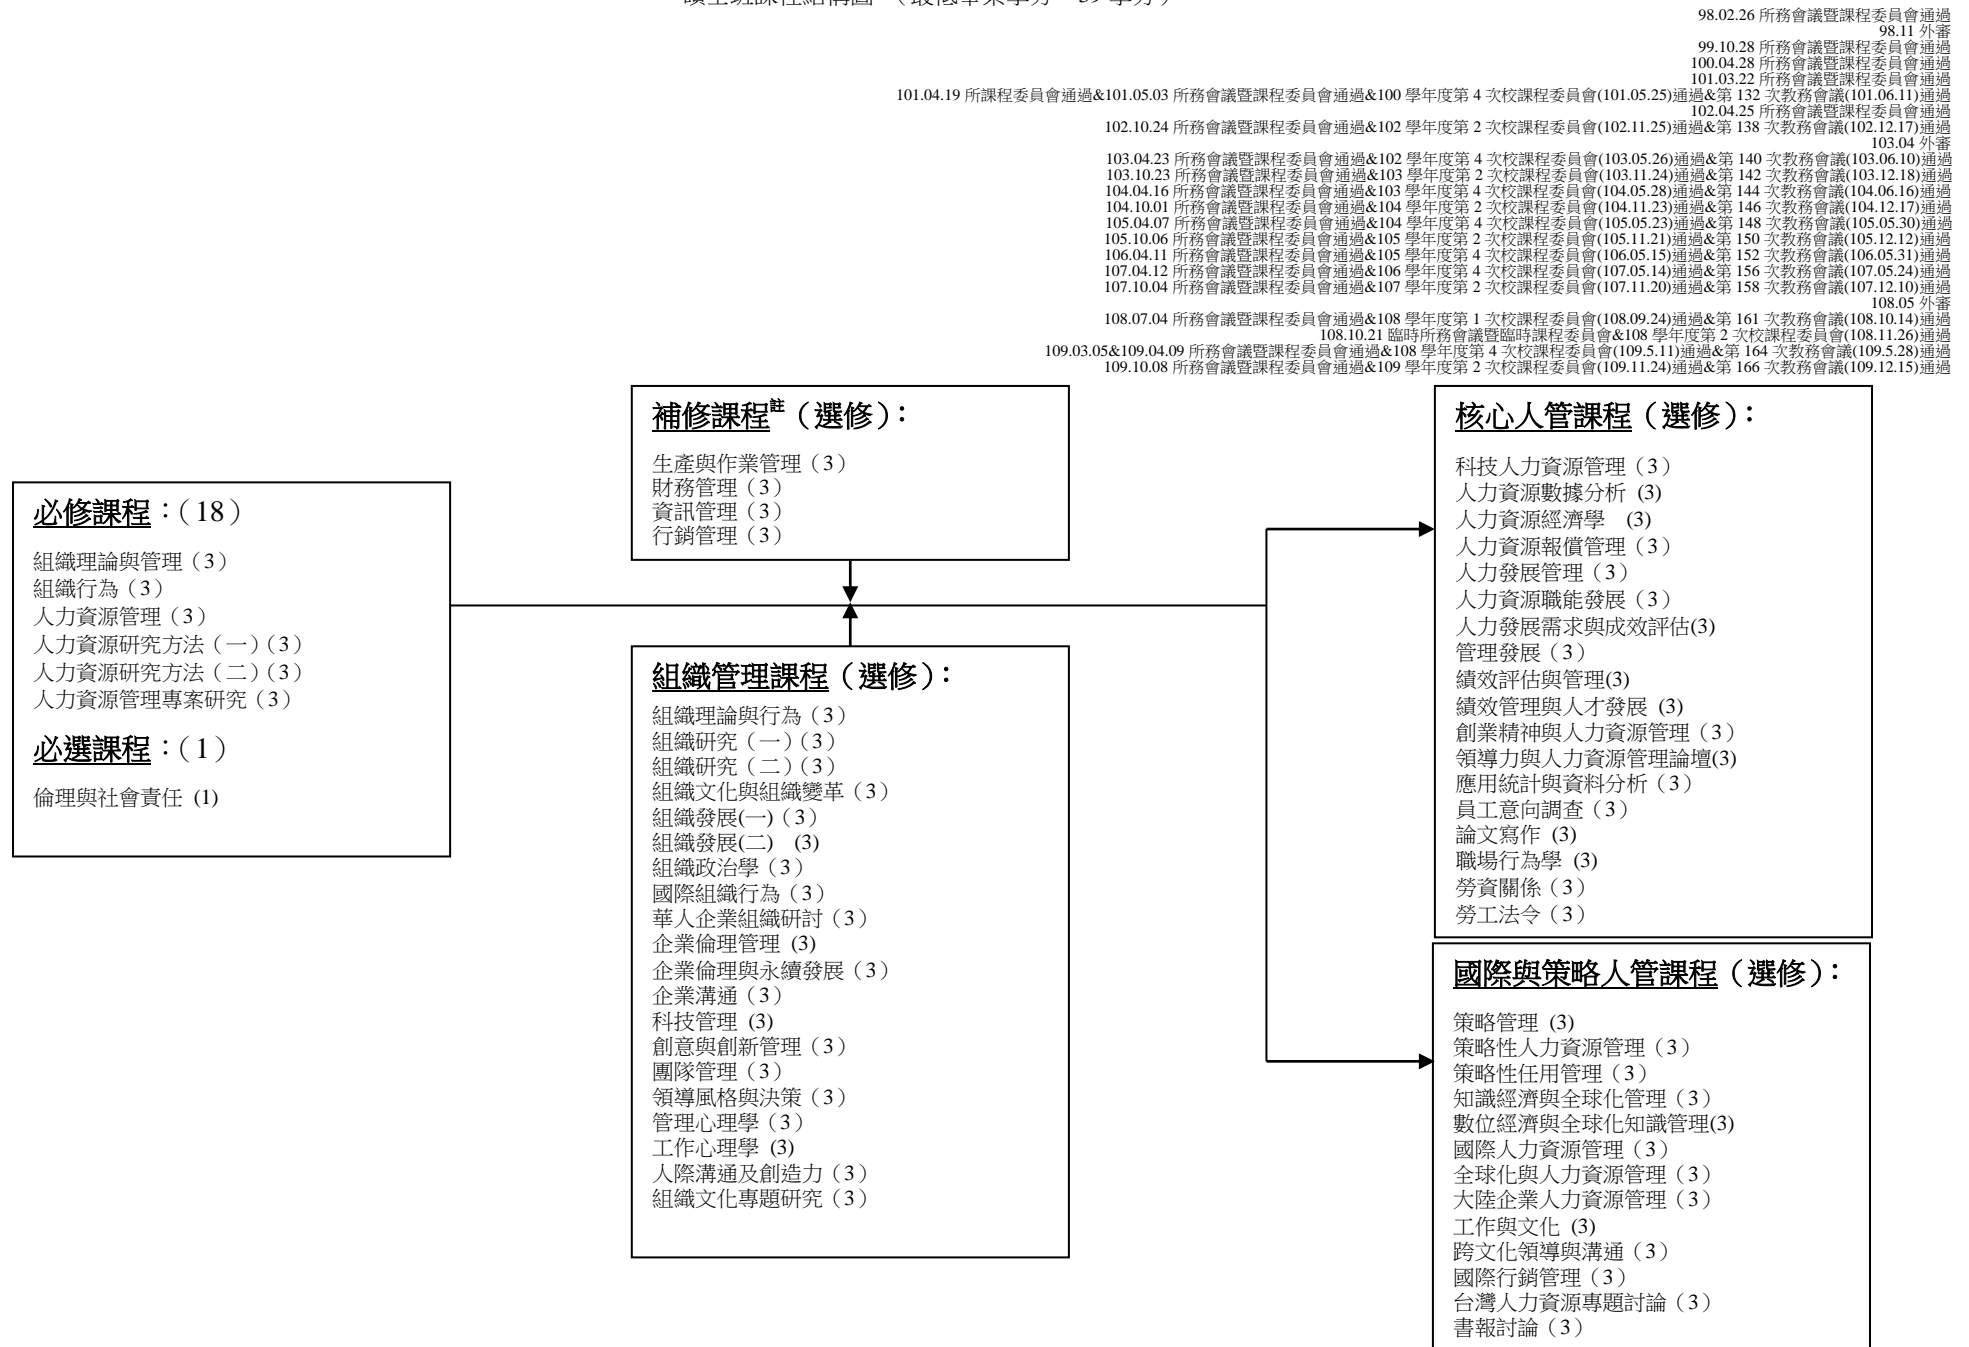 碩士班課程結構圖 （最低畢業學分 39 學分）
98.02.26 所務會議暨課程委員會通過
98.11 外審
99.10.28 所務會議暨課程委員會通過
100.04.28 所務會議暨課程委員會通過
101.03.22 所務會議暨課程委員會通過
101.04.19 所課程委員會通過&101.05.03 所務會議暨課程委員會通過&100 學年度第 4 次校課程委員會(101.05.25)通過&第 132 次教務會議(101.06.11)通過
102.04.25 所務會議暨課程委員會通過
102.10.24 所務會議暨課程委員會通過&102 學年度第 2 次校課程委員會(102.11.25)通過&第 138 次教務會議(102.12.17)通過
103.04 外審
103.04.23 所務會議暨課程委員會通過&102 學年度第 4 次校課程委員會(103.05.26)通過&第 140 次教務會議(103.06.10)通過
103.10.23 所務會議暨課程委員會通過&103 學年度第 2 次校課程委員會(103.11.24)通過&第 142 次教務會議(103.12.18)通過
104.04.16 所務會議暨課程委員會通過&103 學年度第 4 次校課程委員會(104.05.28)通過&第 144 次教務會議(104.06.16)通過
104.10.01 所務會議暨課程委員會通過&104 學年度第 2 次校課程委員會(104.11.23)通過&第 146 次教務會議(104.12.17)通過
105.04.07 所務會議暨課程委員會通過&104 學年度第 4 次校課程委員會(105.05.23)通過&第 148 次教務會議(105.05.30)通過
105.10.06 所務會議暨課程委員會通過&105 學年度第 2 次校課程委員會(105.11.21)通過&第 150 次教務會議(105.12.12)通過
106.04.11 所務會議暨課程委員會通過&105 學年度第 4 次校課程委員會(106.05.15)通過&第 152 次教務會議(106.05.31)通過
107.04.12 所務會議暨課程委員會通過&106 學年度第 4 次校課程委員會(107.05.14)通過&第 156 次教務會議(107.05.24)通過
107.10.04 所務會議暨課程委員會通過&107 學年度第 2 次校課程委員會(107.11.20)通過&第 158 次教務會議(107.12.10)通過
108.05 外審
108.07.04 所務會議暨課程委員會通過&108 學年度第 1 次校課程委員會(108.09.24)通過&第 161 次教務會議(108.10.14)通過
108.10.21 臨時所務會議暨臨時課程委員會&108 學年度第 2 次校課程委員會(108.11.26)通過
109.03.05&109.04.09 所務會議暨課程委員會通過&108 學年度第 4 次校課程委員會(109.5.11)通過&第 164 次教務會議(109.5.28)通過
109.10.08 所務會議暨課程委員會通過&109 學年度第 2 次校課程委員會(109.11.24)通過&第 166 次教務會議(109.12.15)通過
必修課程：（18）
組織理論與管理（3）
組織行為（3）
人力資源管理（3）
人力資源研究方法（一）（3）
人力資源研究方法（二）（3）
人力資源管理專案研究（3）
必選課程：（1）
倫理與社會責任 (1)
補修課程註（選修）：
生產與作業管理（3）
財務管理（3）
資訊管理（3）
行銷管理（3）
組織管理課程（選修）：
組織理論與行為（3）
組織研究（一）（3）
組織研究（二）（3）
組織文化與組織變革（3）
組織發展(一)（3）
組織發展(二) (3)
組織政治學（3）
國際組織行為（3）
華人企業組織研討（3）
企業倫理管理 (3)
企業倫理與永續發展（3）
企業溝通（3）
科技管理 (3)
創意與創新管理（3）
團隊管理（3）
領導風格與決策（3）
管理心理學（3）
工作心理學 (3)
人際溝通及創造力（3）
組織文化專題研究（3）
核心人管課程（選修）：
科技人力資源管理（3）
人力資源數據分析 (3)
人力資源經濟學 (3)
人力資源報償管理（3）
人力發展管理（3）
人力資源職能發展（3）
人力發展需求與成效評估(3)
管理發展（3）
績效評估與管理(3)
績效管理與人才發展 (3)
創業精神與人力資源管理（3）
領導力與人力資源管理論壇(3)
應用統計與資料分析（3）
員工意向調查（3）
論文寫作 (3)
職場行為學 (3)
勞資關係（3）
勞工法令（3）
國際與策略人管課程（選修）：
策略管理 (3)
策略性人力資源管理（3）
策略性任用管理（3）
知識經濟與全球化管理（3）
數位經濟與全球化知識管理(3)
國際人力資源管理（3）
全球化與人力資源管理（3）
大陸企業人力資源管理（3）
工作與文化 (3)
跨文化領導與溝通（3）
國際行銷管理（3）
台灣人力資源專題討論（3）
書報討論（3）